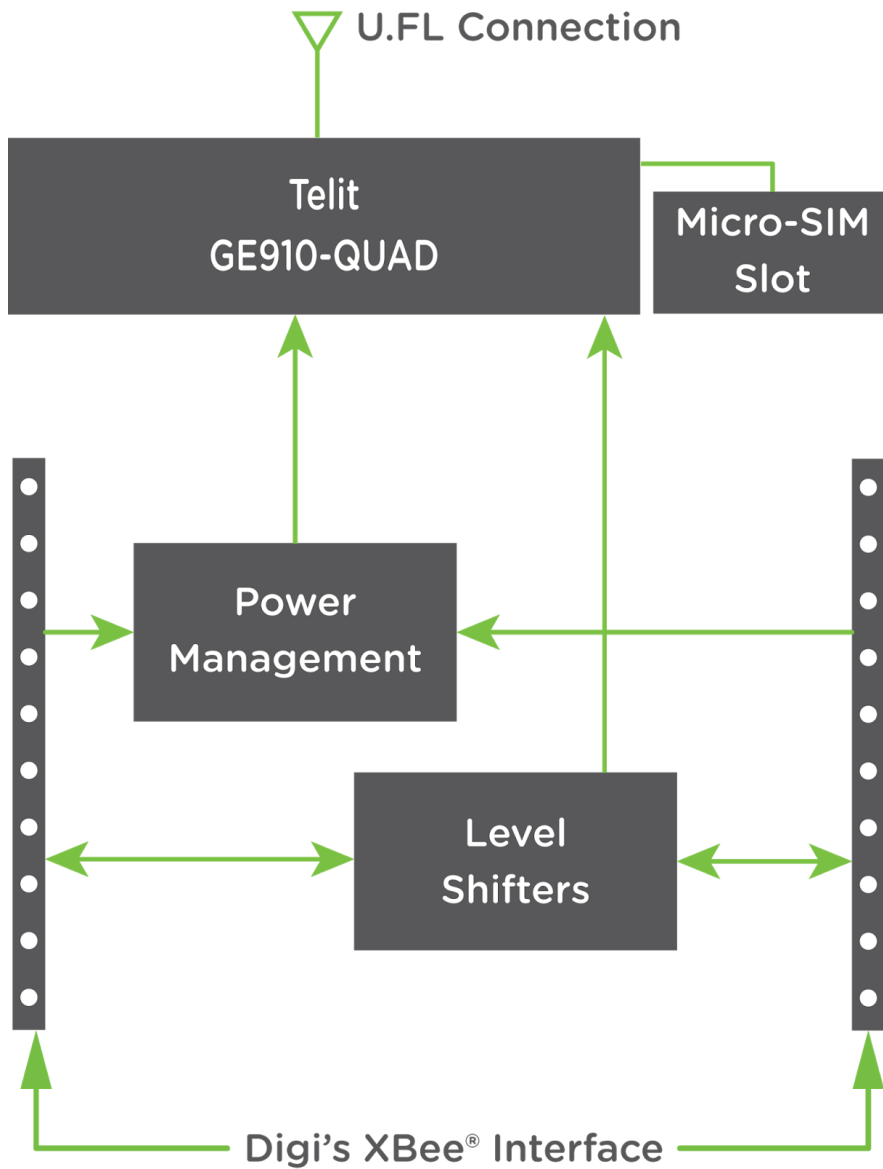 U.FL Connection
Telit
GE910-QUAD
Micro-SIM
Slot
Power
Management
Level
Shifters
Digi’s XBee® Interface